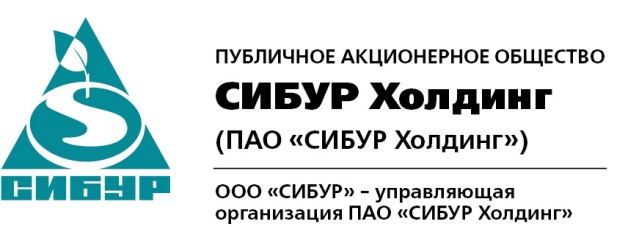 ПУБЛИЧНОЕ АКЦИОНЕРНОЕ ОБЩЕСТВО
СИБУР Холдинг
(ПАО «СИБУР Холдинг»)
СИБУР
ООО «СИБУР» – управляющая
организация ПАО «СИБУР Холдинг»